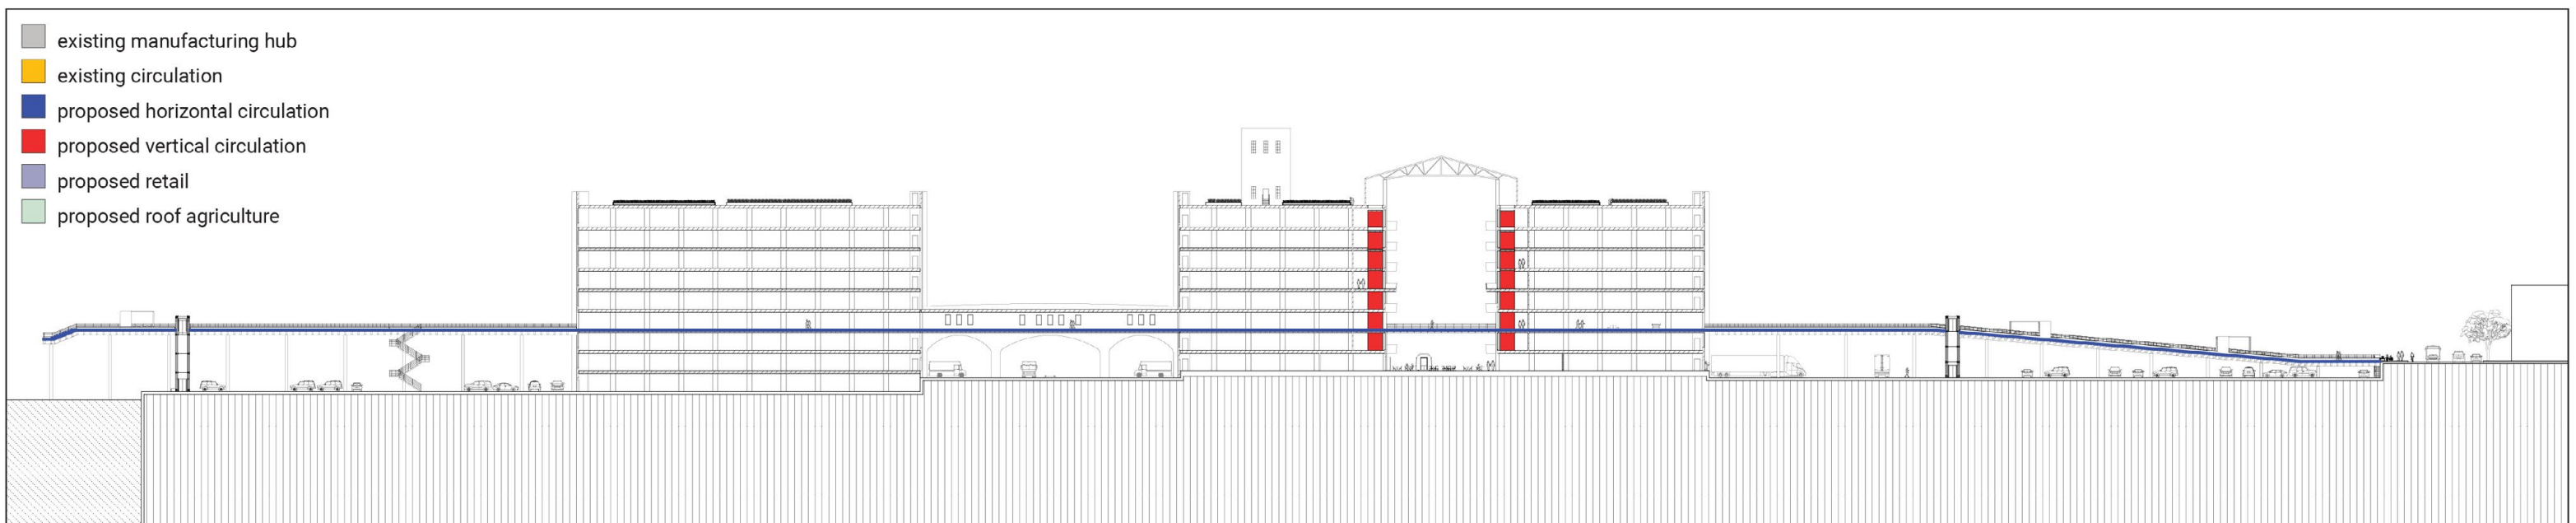 existing manufacturing hub
existing circulation
proposed horizontal circulation
proposed vertical circulation
proposed retail
proposed roof agriculture